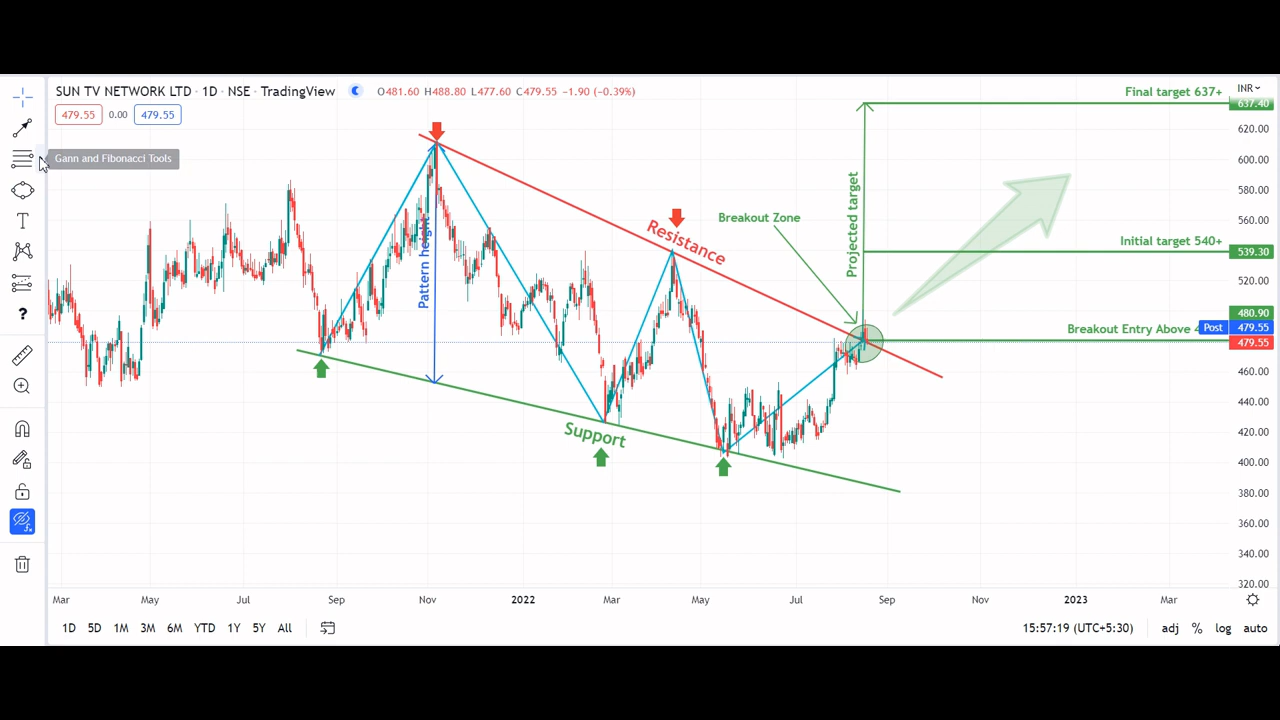 SUN TV NETWORK LTD · 1D · NSE · TradingView O481.60 H488.80 L477.60 C479.55 −1.90 (−0.39%)
479.55 0.00 479.55
Gann and Fibonacci Tools
T
?
Final target 637+
INR
637.40
620.00
600.00
580.00
560.00
Initial target 540+
539.30
520.00
480.90
Breakout Entry Above 4
Post 479.55
479.55
460.00
440.00
420.00
400.00
380.00
360.00
340.00
320.00
Pattern height
Resistance
Support
Breakout Zone
Projected target
Mar May Jul Sep Nov 2022 Mar May Jul Sep Nov 2023 Mar
1D 5D 1M 3M 6M YTD 1Y 5Y All
15:57:19 (UTC+5:30) adj % log auto